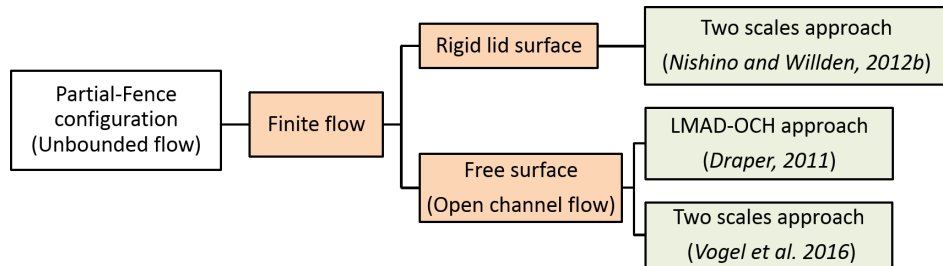 Partial-Fence
configuration
(Unbounded flow)
Finite flow
Rigid lid surface
Two scales approach
(Nishino and Willden, 2012b)
Free surface
(Open channel flow)
LMAD-OCH approach
(Draper, 2011)
Two scales approach
(Vogel et al. 2016)